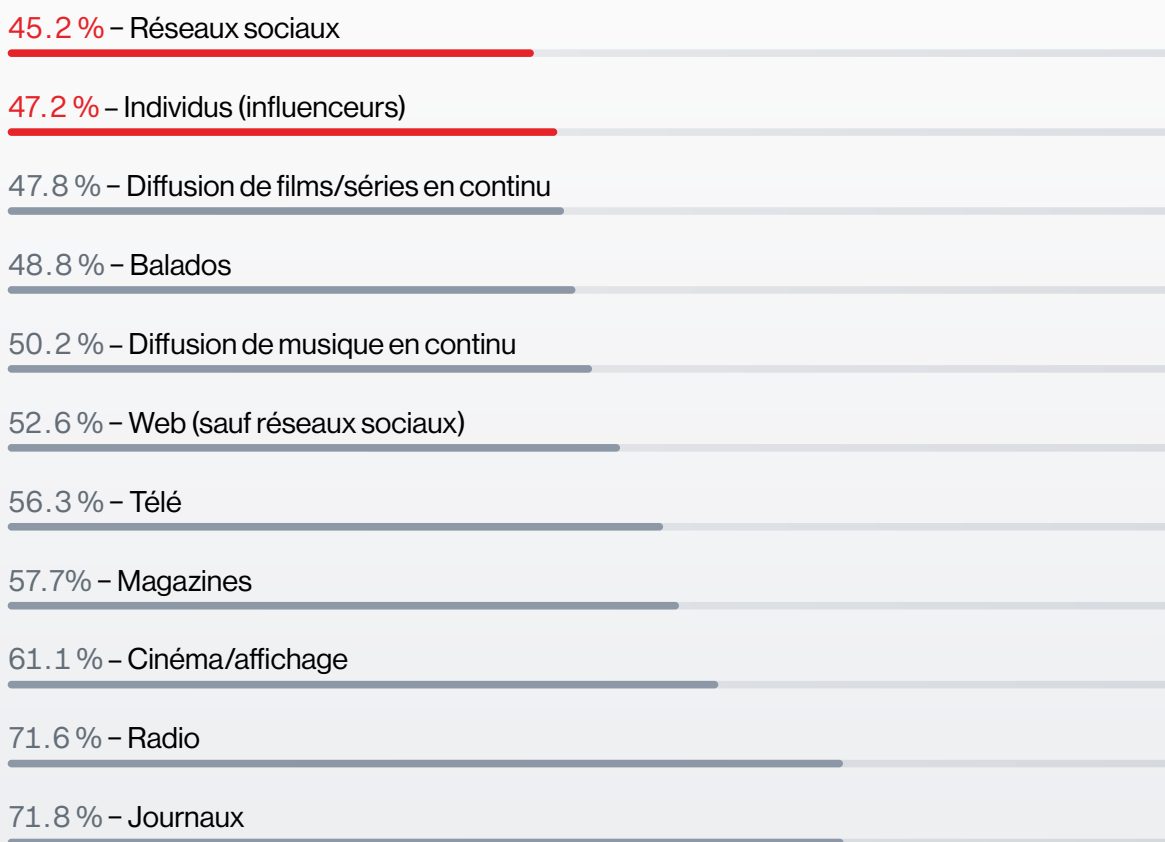 45.2 % – Réseaux sociaux
47.2 % – Individus (influenceurs)
47.8 % – Diffusion de films/séries en continu
48.8 % – Balados
50.2 % – Diffusion de musique en continu
52.6 % – Web (sauf réseaux sociaux)
56.3 % – Télé
57.7% – Magazines
61.1 % – Cinéma/affichage
71.6 % – Radio
71.8 % – Journaux